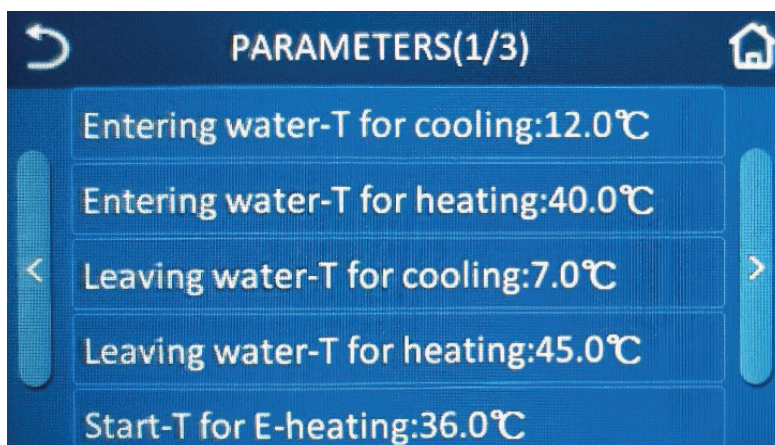 PARAMETERS(1/3)
Entering water-T for cooling:12.0℃
Entering water-T for heating:40.0℃
Leaving water-T for cooling:7.0℃
Leaving water-T for heating:45.0℃
Start-T for E-heating:36.0℃